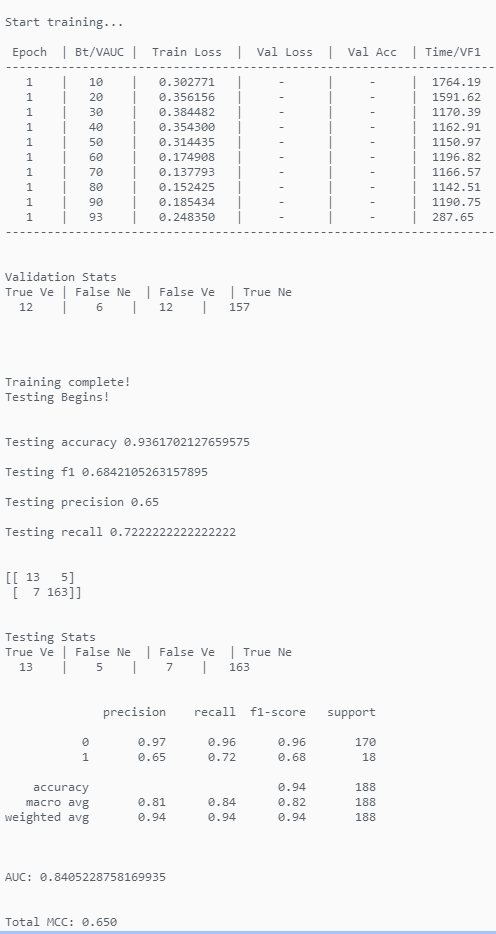 Start training...
Epoch | Bt/VAUC | Train Loss | Val Loss | Val Acc | Time/VF1
----------------------------------------------------------------------
1 | 10 | 0.302771 | - | - | 1764.19
1 | 20 | 0.356156 | - | - | 1591.62
1 | 30 | 0.384482 | - | - | 1170.39
1 | 40 | 0.354300 | - | - | 1162.91
1 | 50 | 0.314435 | - | - | 1150.97
1 | 60 | 0.174908 | - | - | 1196.82
1 | 70 | 0.137793 | - | - | 1166.57
1 | 80 | 0.152425 | - | - | 1142.51
1 | 90 | 0.185434 | - | - | 1190.75
1 | 93 | 0.248350 | - | - | 287.65
----------------------------------------------------------------------
Validation Stats
True Ve | False Ne | False Ve | True Ne
12 | 6 | 12 | 157
Training complete!
Testing Begins!
Testing accuracy 0.9361702127659575
Testing f1 0.6842105263157895
Testing precision 0.65
Testing recall 0.7222222222222222
[[ 13 5]
[ 7 163]]
Testing Stats
True Ve | False Ne | False Ve | True Ne
13 | 5 | 7 | 163
precision recall f1-score support
0 0.97 0.96 0.96 170
1 0.65 0.72 0.68 18
accuracy 0.94 188
macro avg 0.81 0.84 0.82 188
weighted avg 0.94 0.94 0.94 188
AUC: 0.8405228758169935
Total MCC: 0.650